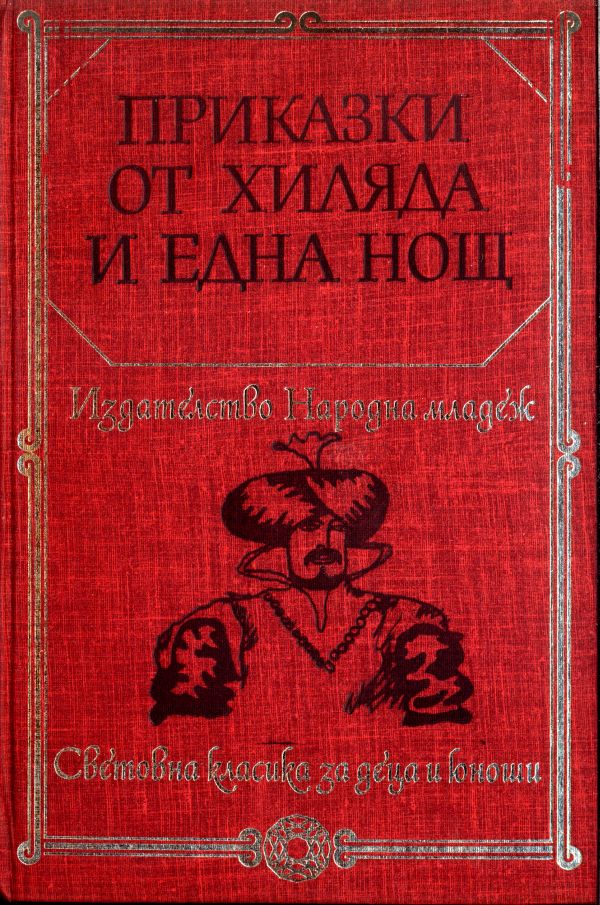 ПРИКАЗКИ
ОТ ХИЛЯДА
И ЕДНА НОЩ
Издателство Народна младеж
Световна класика за деца и юноши